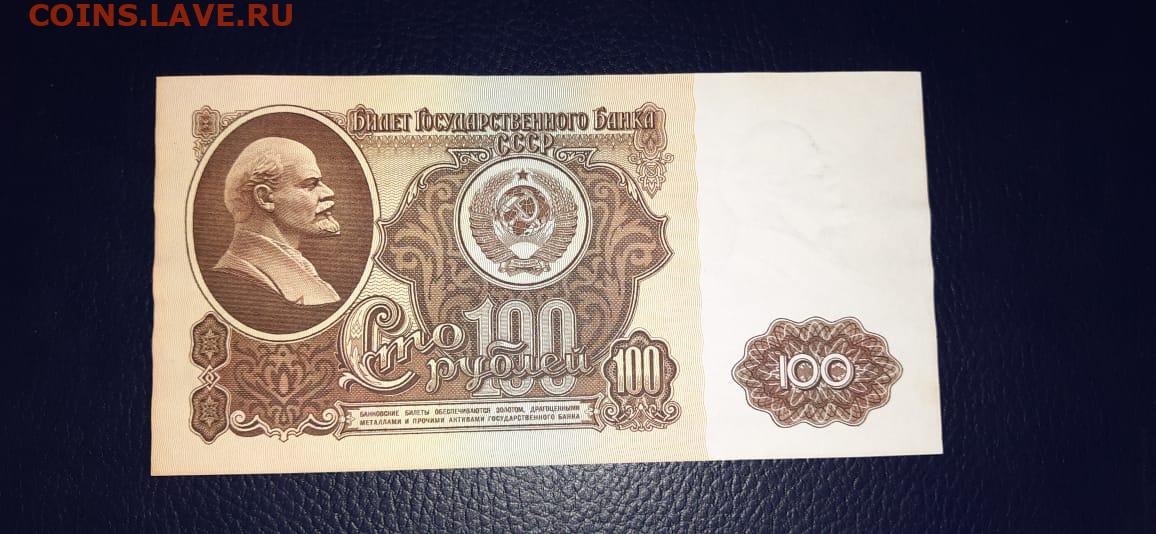 COINS.LAVE.RU
Билет Государственного Банка
СССР
Сто 100
рублей
100
100
БАНКОВСКИЕ БИЛЕТЫ ОБЕСПЕЧИВАЮТСЯ ЗОЛОТОМ, ДРАГОЦЕННЫМИ
МЕТАЛЛАМИ И ПРОЧИМИ АКТИВАМИ ГОСУДАРСТВЕННОГО БАНКА